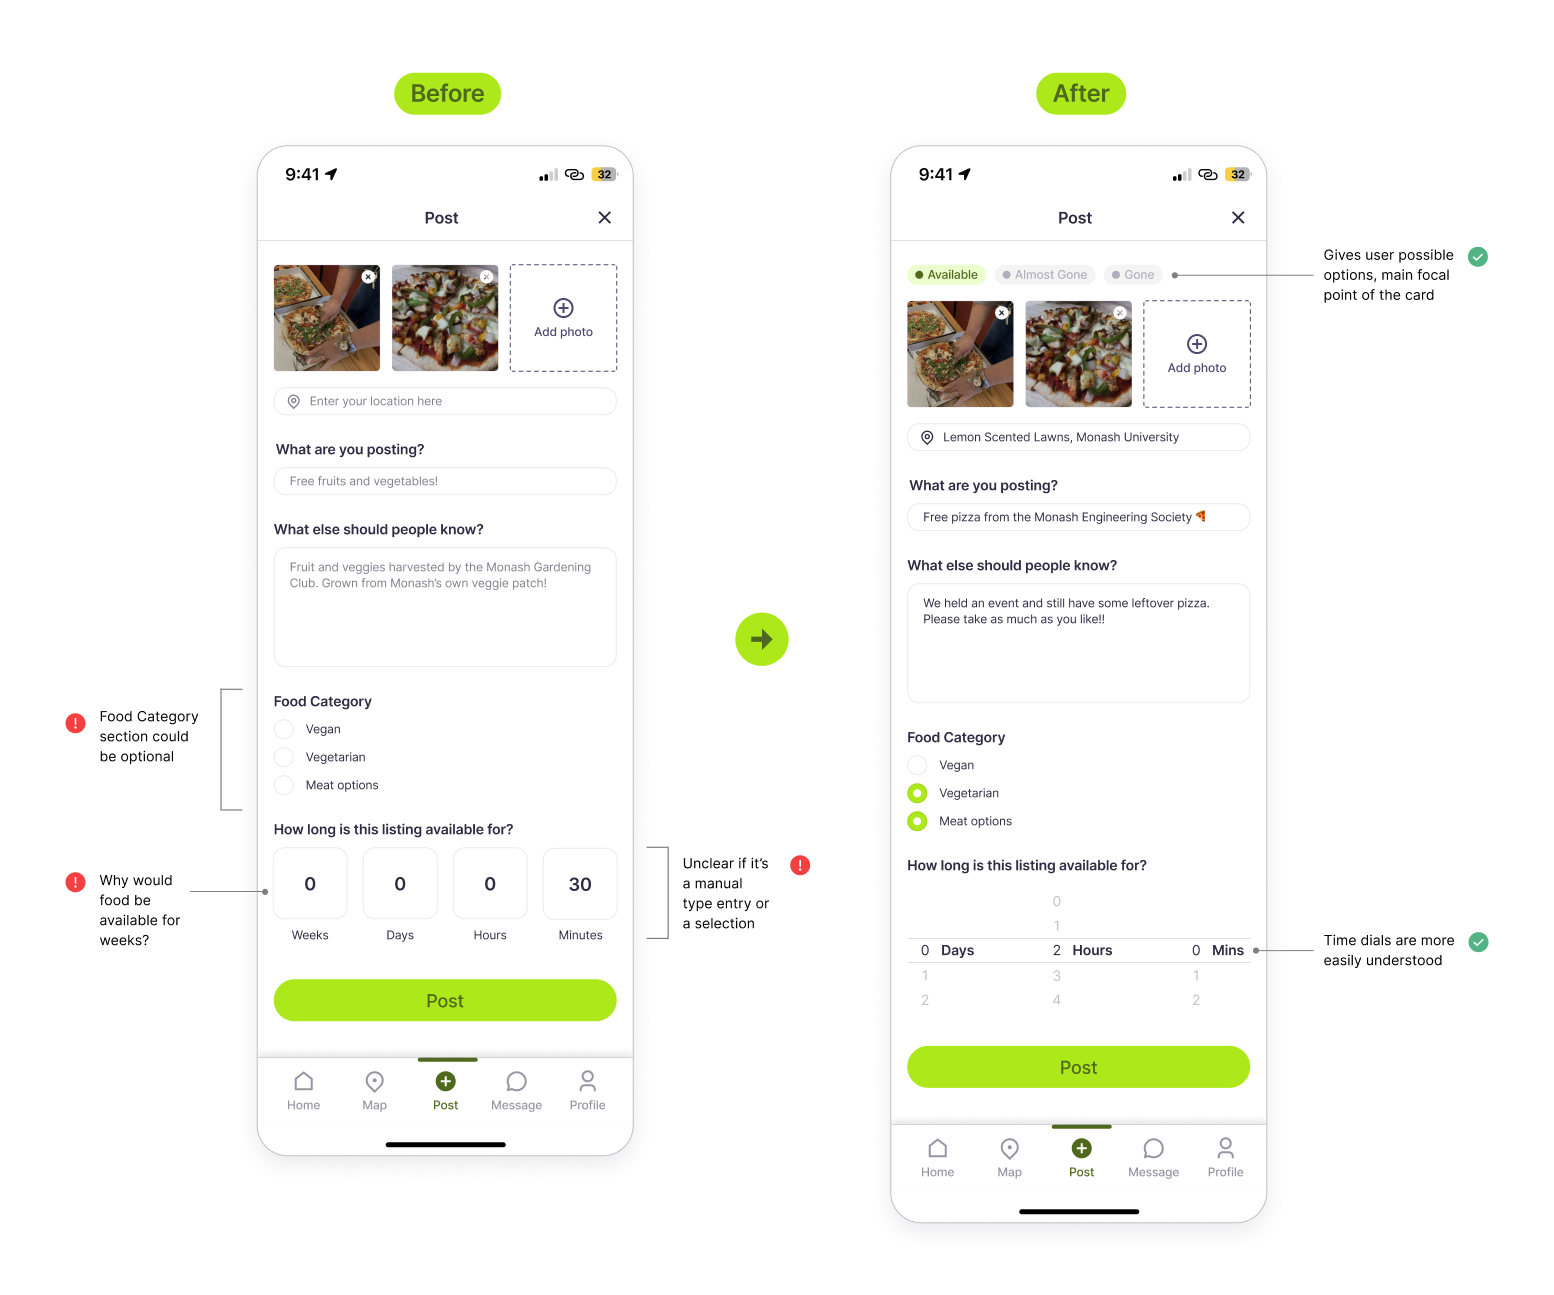 Before
9:41
32
Post
Add photo
Enter your location here
What are you posting?
Free fruits and vegetables!
What else should people know?
Fruit and veggies harvested by the Monash Gardening
Club. Grown from Monash's own veggie patch!
Food Category
Vegan
Vegetarian
Meat options
How long is this listing available for?
0
0
0
30
Weeks
Days
Hours
Minutes
Post
Home
Map
Post
Message
Profile
Food Category
section could
be optional
Why would
food be
available for
weeks?
Unclear if it's
a manual
type entry or
a selection
After
9:41
32
Post
Available
Almost Gone
Gone
Add photo
Lemon Scented Lawns, Monash University
What are you posting?
Free pizza from the Monash Engineering Society 🍕
What else should people know?
We held an event and still have some leftover pizza.
Please take as much as you like!!
Food Category
Vegan
Vegetarian
Meat options
How long is this listing available for?
0
1
0 Days 2 Hours 0 Mins
1 3 1
2 4 2
Post
Home
Map
Post
Message
Profile
Gives user possible
options, main focal
point of the card
Time dials are more
easily understood